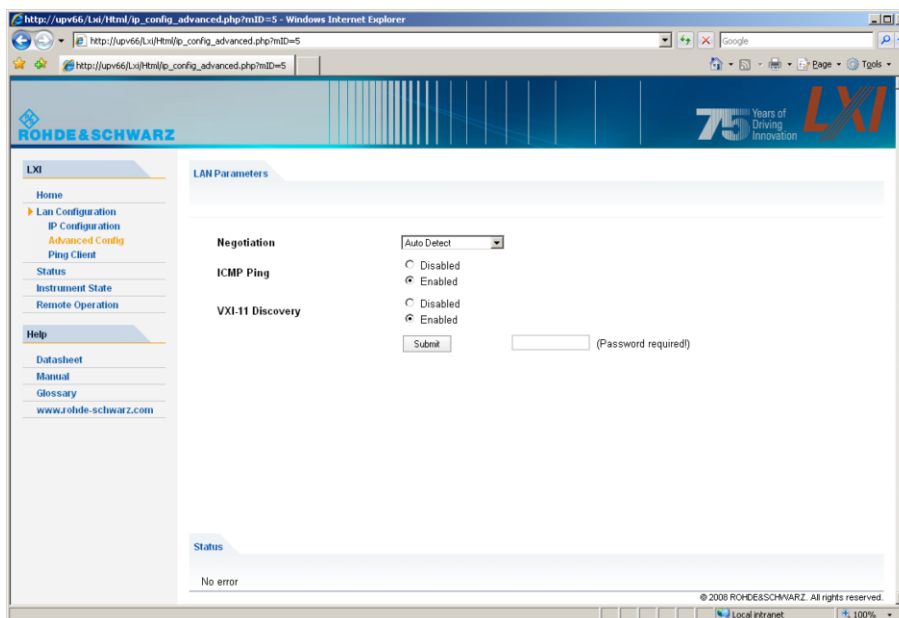 http://upv66/Lxi/Html/ip_config_advanced.php?mID=5 - Windows Internet Explorer
http://upv66/Lxi/Html/ip_config_advanced.php?mID=5
Google
http://upv66/Lxi/Html/ip_config_advanced.php?mID=5
Page
Tools
ROHDE&SCHWARZ
75 Years of
Driving
Innovation
LXI
LXI
Home
Lan Configuration
IP Configuration
Advanced Config
Ping Client
Status
Instrument State
Remote Operation
Help
Datasheet
Manual
Glossary
www.rohde-schwarz.com
LAN Parameters
Negotiation
Auto Detect
ICMP Ping
Disabled
Enabled
VXI-11 Discovery
Disabled
Enabled
Submit
(Password required!)
Status
No error
© 2008 ROHDE&SCHWARZ. All rights reserved.
Local intranet
100%